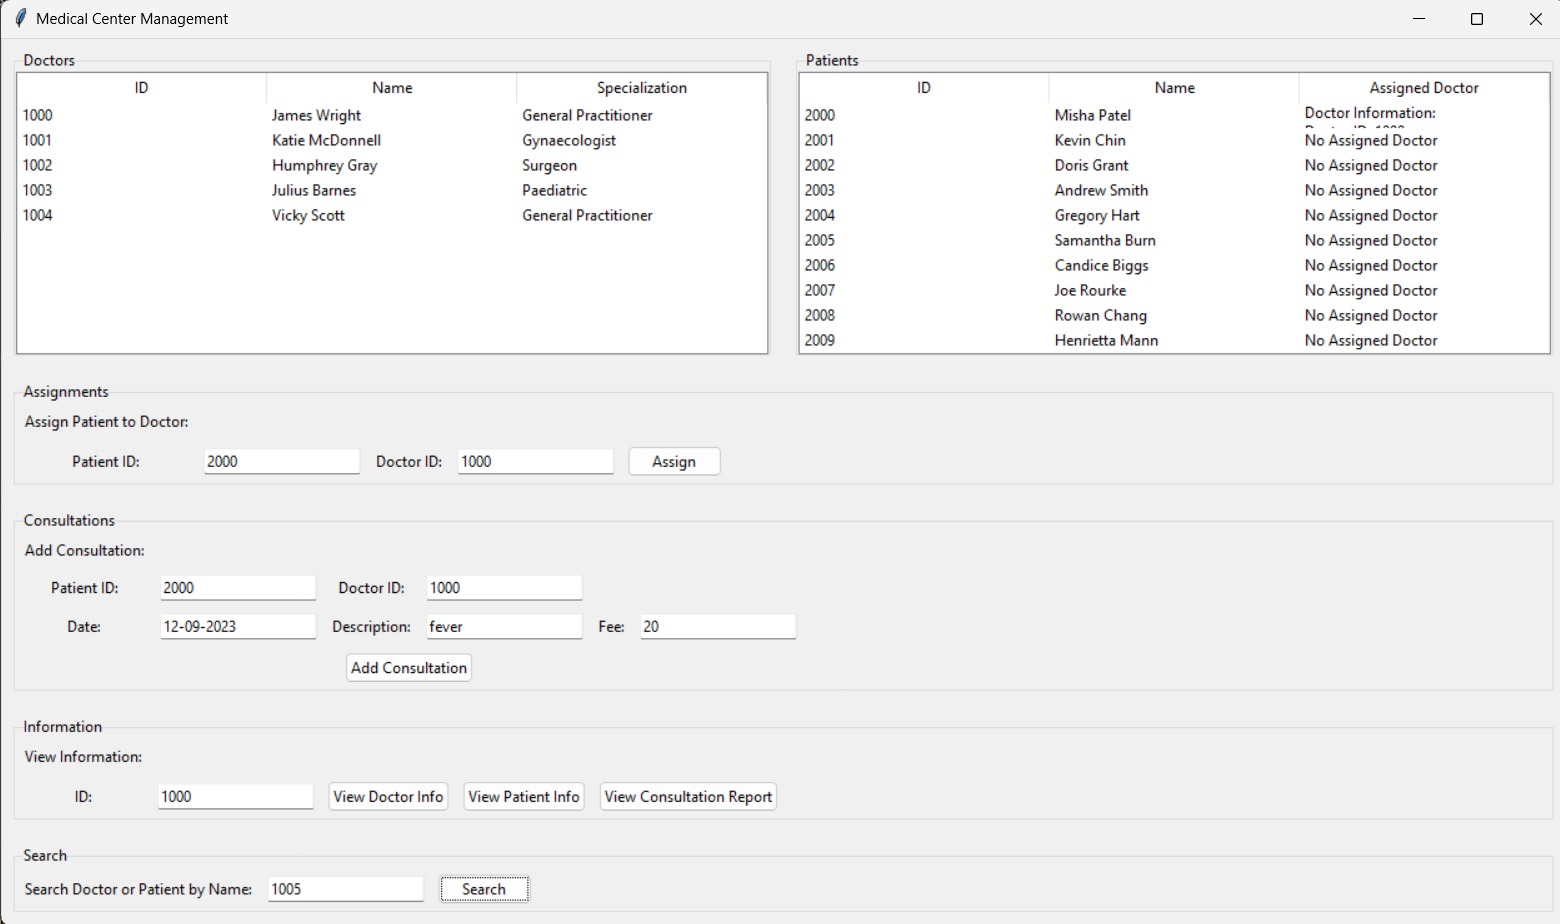 Medical Center Management
Doctors
ID Name Specialization
1000 James Wright General Practitioner
1001 Katie McDonnell Gynaecologist
1002 Humphrey Gray Surgeon
1003 Julius Barnes Paediatric
1004 Vicky Scott General Practitioner
Patients
ID Name Assigned Doctor
2000 Misha Patel Doctor Information:
2001 Kevin Chin No Assigned Doctor
2002 Doris Grant No Assigned Doctor
2003 Andrew Smith No Assigned Doctor
2004 Gregory Hart No Assigned Doctor
2005 Samantha Burn No Assigned Doctor
2006 Candice Biggs No Assigned Doctor
2007 Joe Rourke No Assigned Doctor
2008 Rowan Chang No Assigned Doctor
2009 Henrietta Mann No Assigned Doctor
Assignments
Assign Patient to Doctor:
Patient ID: 2000 Doctor ID: 1000 Assign
Consultations
Add Consultation:
Patient ID: 2000 Doctor ID: 1000
Date: 12-09-2023 Description: fever Fee: 20
Add Consultation
Information
View Information:
ID: 1000 View Doctor Info View Patient Info View Consultation Report
Search
Search Doctor or Patient by Name: 1005 Search